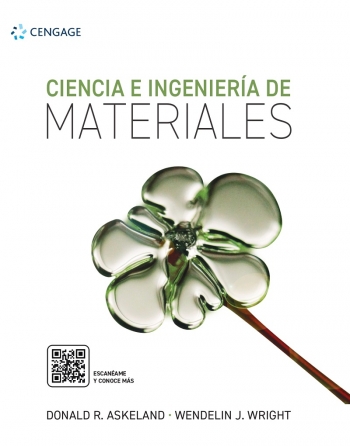 CENGAGE
CIENCIA E INGENIERÍA DE
MATERIALES
ESCANÉAME
Y CONOCE MÁS
DONALD R. ASKELAND · WENDELIN J. WRIGHT